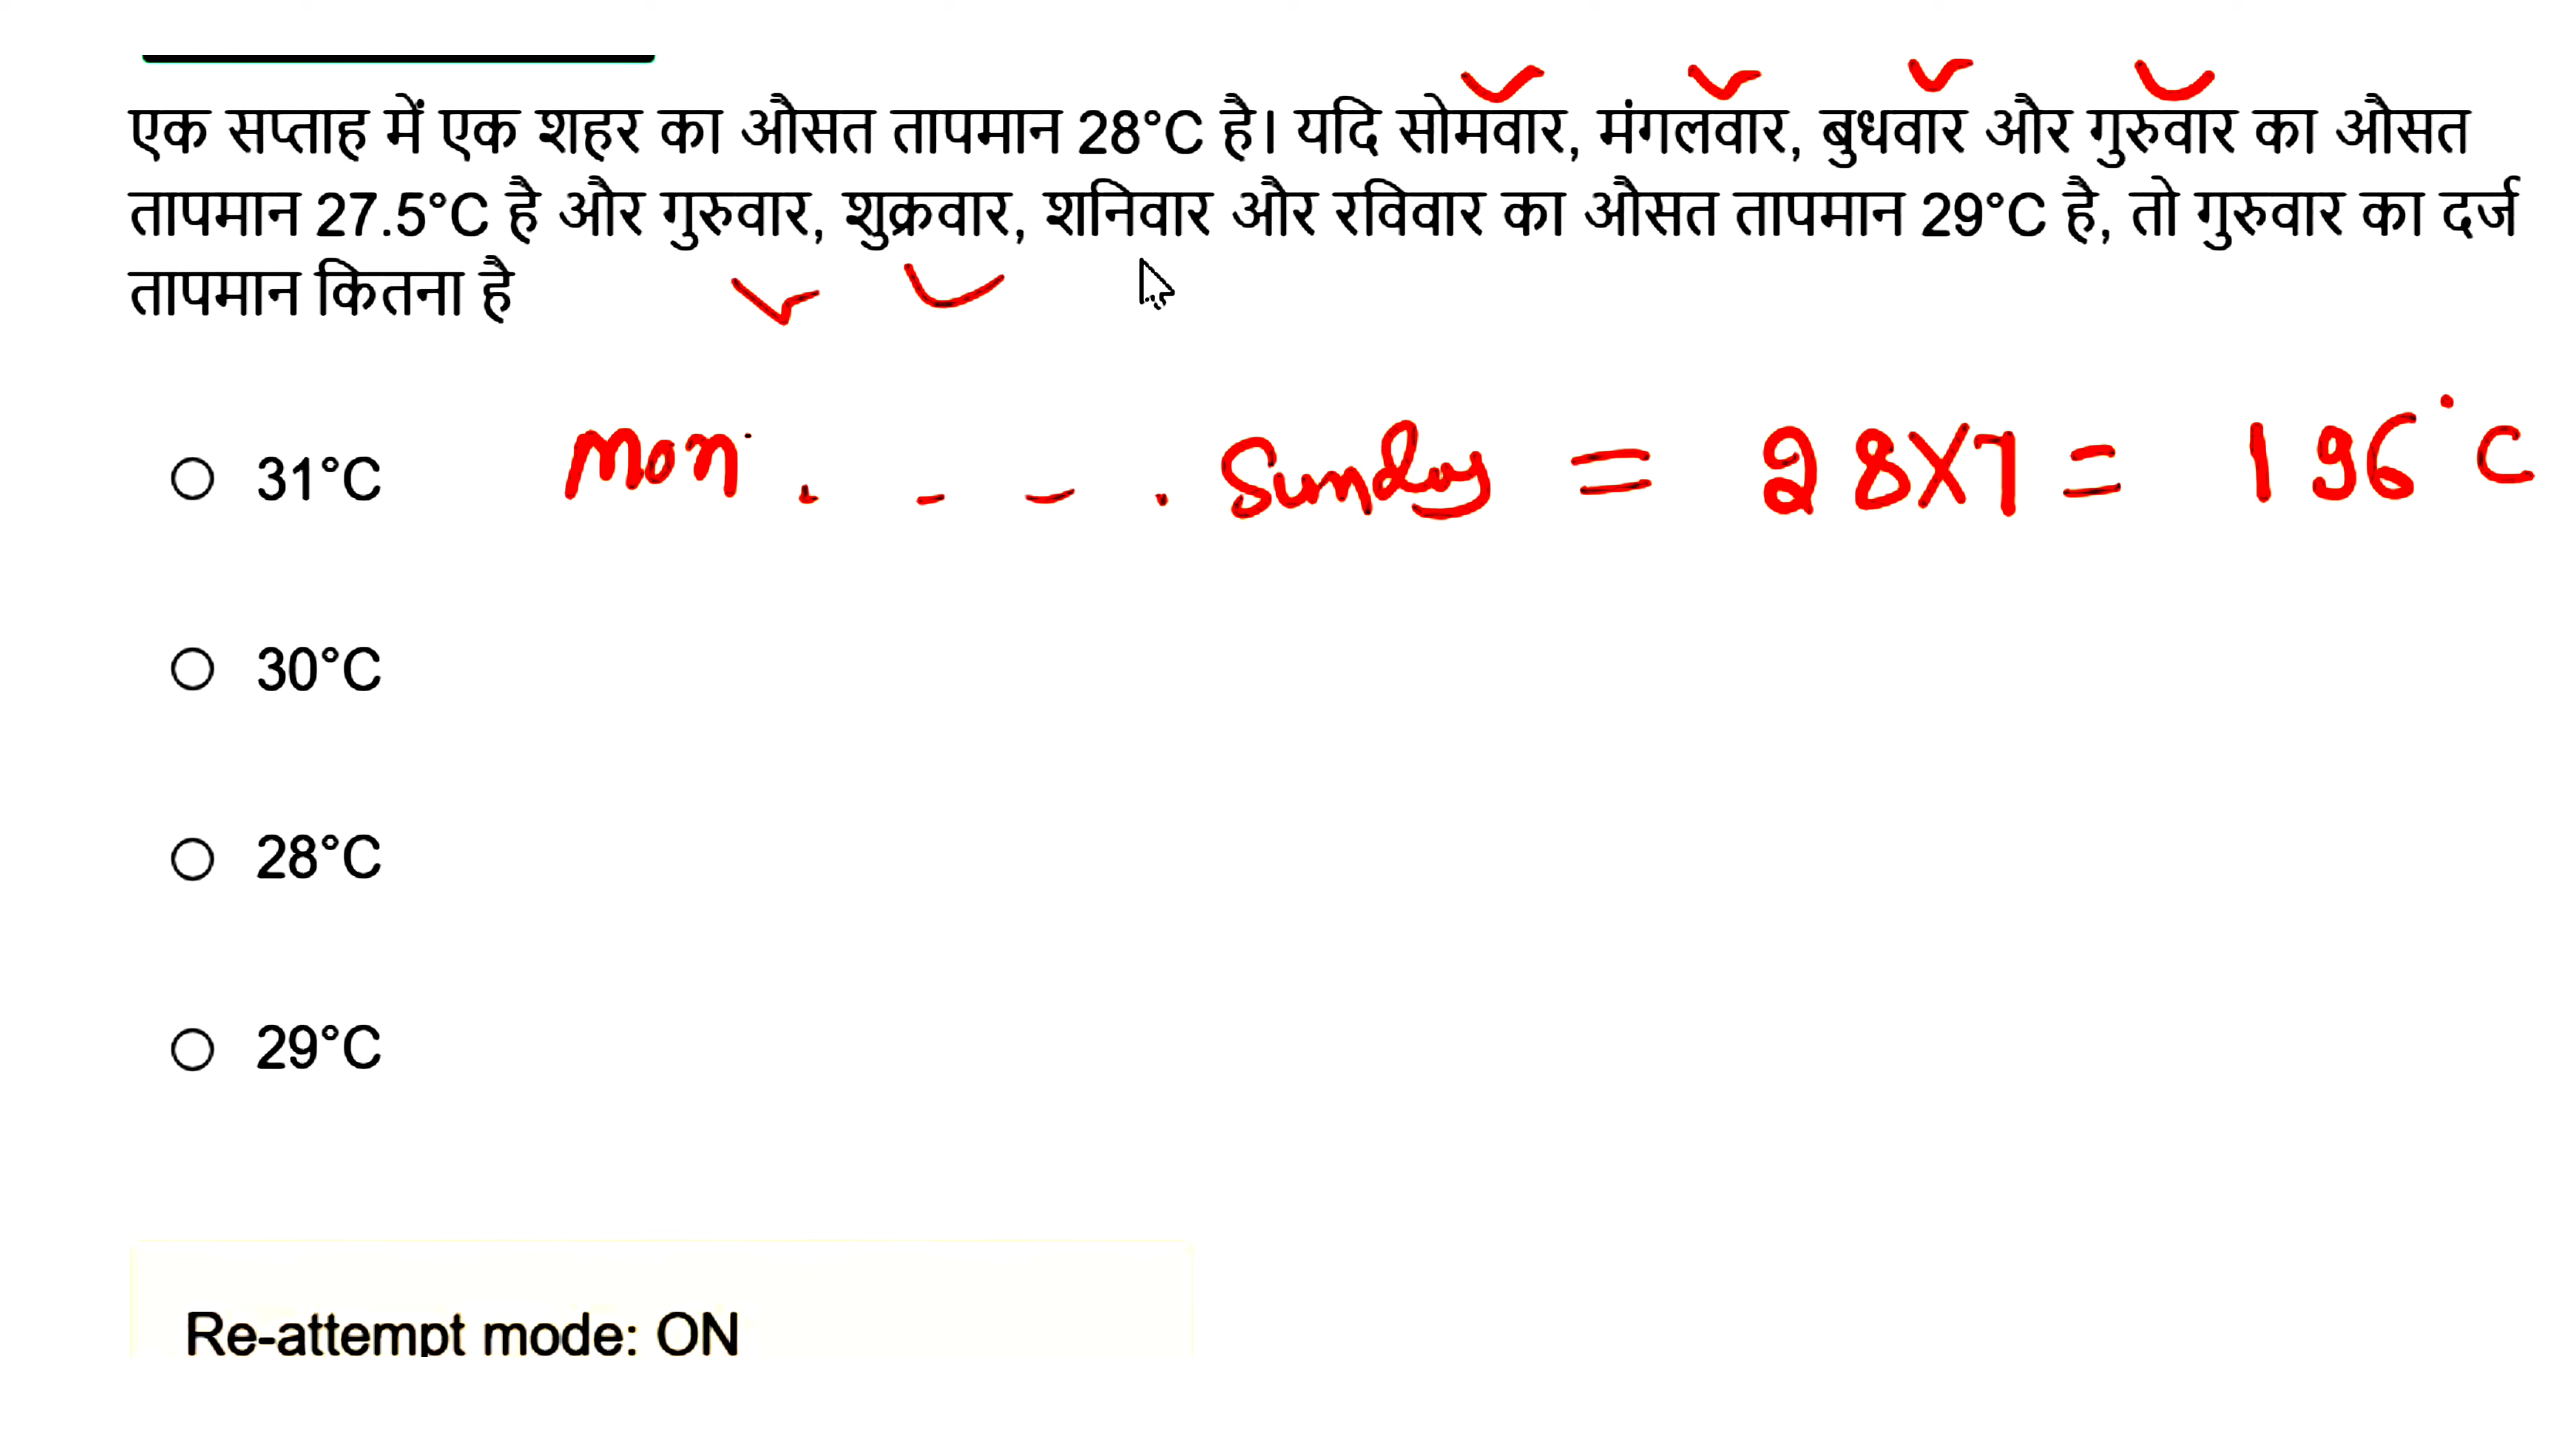 एक सप्ताह में एक शहर का औसत तापमान 28°C है। यदि सोमवार, मंगलवार, बुधवार और गुरुवार का औसत
तापमान 27.5°C है और गुरुवार, शुक्रवार, शनिवार और रविवार का औसत तापमान 29°C है, तो गुरुवार का दर्ज
तापमान कितना है
31°C
Mon. . - - . Sunday = 28X7 = 196°C
30°C
28°C
29°C
Re-attempt mode: ON